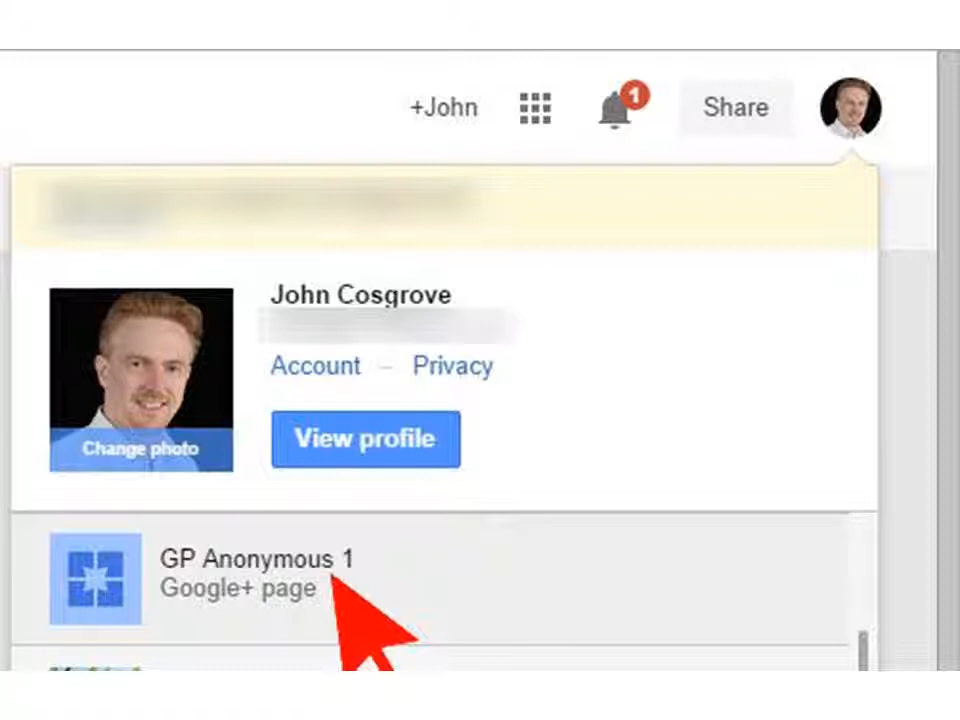 +John 1 Share
John Cosgrove
Account – Privacy
View profile
Change photo
GP Anonymous 1
Google+ page